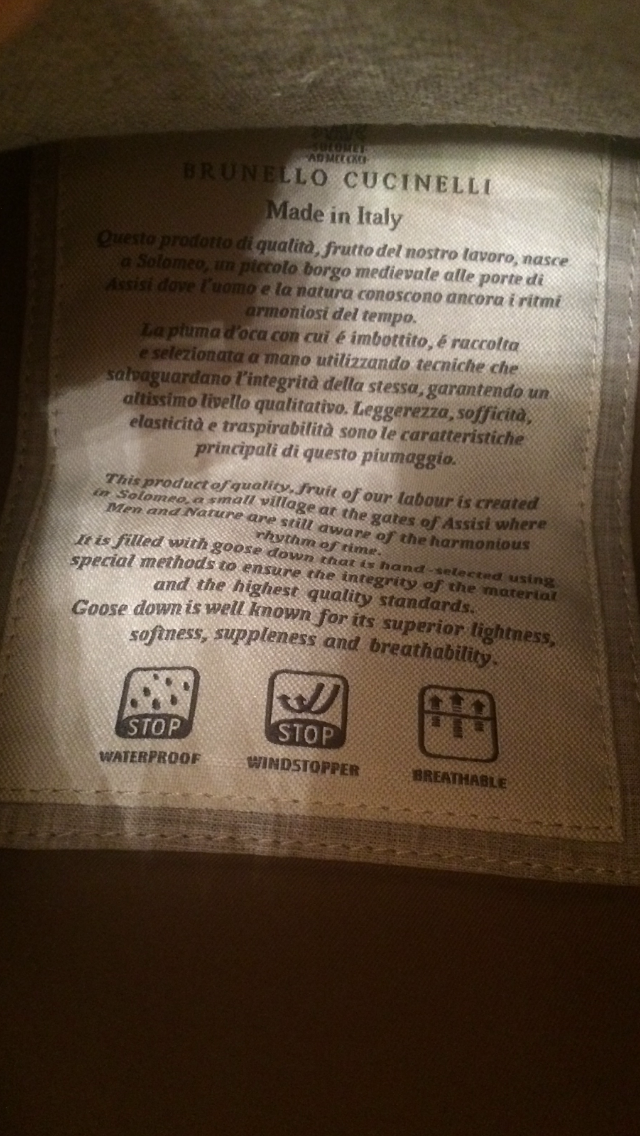 SOLOMEI
BRUNELLO CUCINELLI
Made in Italy
Questo prodotto di qualità, frutto del nostro lavoro, nasce
a Solomeo, un piccolo borgo medievale alle porte di
Assisi dove l'uomo e la natura conoscono ancora i ritmi
armoniosi del tempo.
La piuma d'oca con cui é imbottito, é raccolta
e selezionata a mano utilizzando tecniche che
salvaguardano l'integrità della stessa, garantendo un
altissimo livello qualitativo. Leggerezza, sofficità,
elasticità e traspirabilità sono le caratteristiche
principali di questo piumaggio.
This product of quality, fruit of our labour is created
in Solomeo, a small village at the gates of Assisi where
Men and Nature are still aware of the harmonious
rhythm of time.
It is filled with goose down that is hand-selected using
special methods to ensure the integrity of the material
and the highest quality standards.
Goose down is well known for its superior lightness,
softness, suppleness and breathability.
STOP STOP
WATERPROOF WINDSTOPPER BREATHABLE